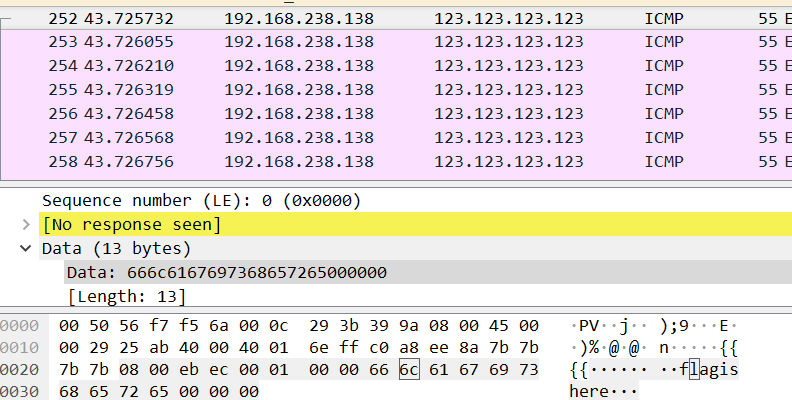 252 43.725732 192.168.238.138 123.123.123.123 ICMP 55 E
253 43.726055 192.168.238.138 123.123.123.123 ICMP 55 E
254 43.726210 192.168.238.138 123.123.123.123 ICMP 55 E
255 43.726319 192.168.238.138 123.123.123.123 ICMP 55 E
256 43.726458 192.168.238.138 123.123.123.123 ICMP 55 E
257 43.726568 192.168.238.138 123.123.123.123 ICMP 55 E
258 43.726756 192.168.238.138 123.123.123.123 ICMP 55 E
Sequence number (LE): 0 (0x0000)
[No response seen]
Data (13 bytes)
Data: 666c6167697368657265000000
[Length: 13]
0000 00 50 56 f7 f5 6a 00 0c 29 3b 39 9a 08 00 45 00 ·PV··j·· );9···E·
0010 00 29 25 ab 40 00 40 01 6e ff c0 a8 ee 8a 7b 7b ·)%·@·@· n·····{{
0020 7b 7b 08 00 eb ec 00 01 00 00 66 6c 61 67 69 73 {{······ ··flagis
0030 68 65 72 65 00 00 00 here···